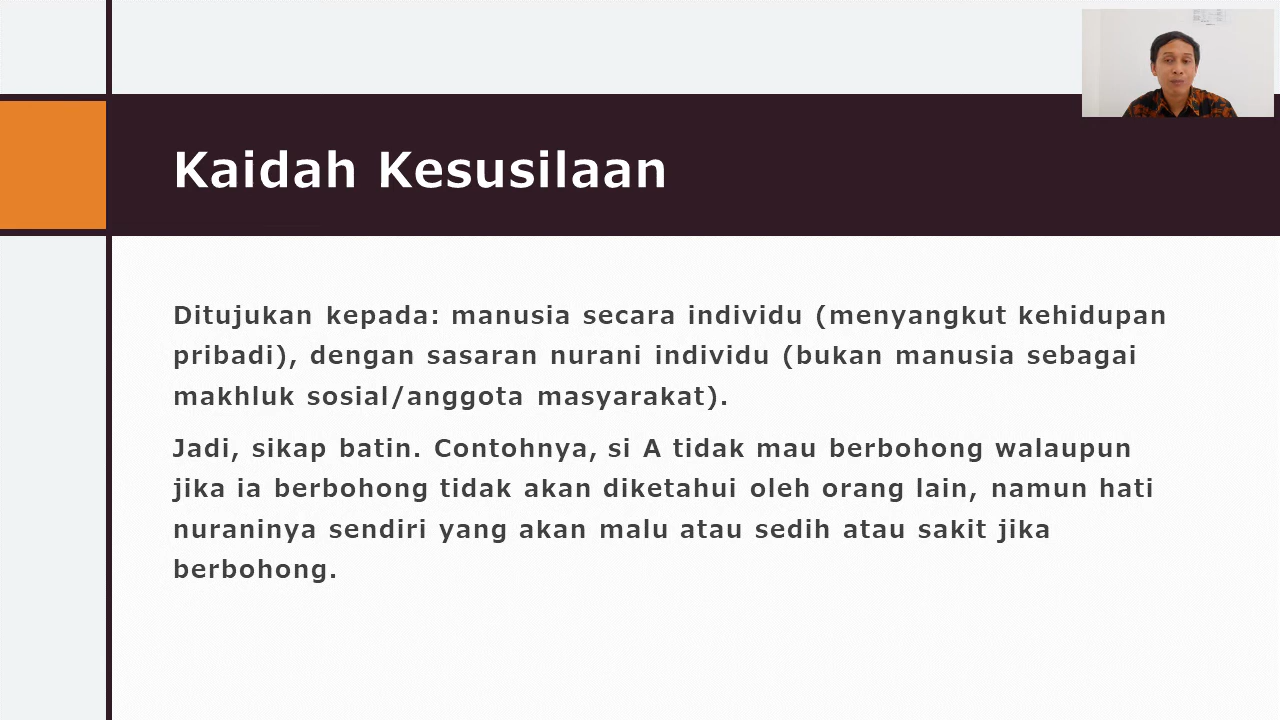 Kaidah Kesusilaan
Ditujukan kepada: manusia secara individu (menyangkut kehidupan
pribadi), dengan sasaran nurani individu (bukan manusia sebagai
makhluk sosial/anggota masyarakat).
Jadi, sikap batin. Contohnya, si A tidak mau berbohong walaupun
jika ia berbohong tidak akan diketahui oleh orang lain, namun hati
nuraninya sendiri yang akan malu atau sedih atau sakit jika
berbohong.